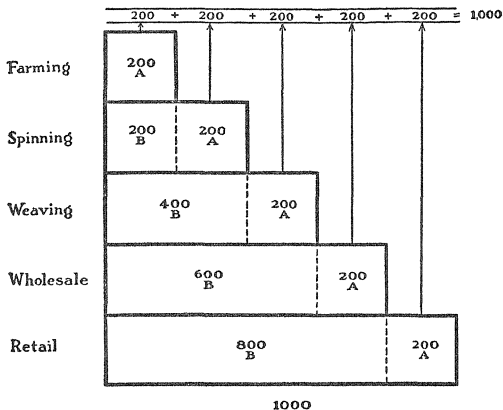 200 + 200 + 200 + 200 + 200 = 1,000
Farming
200
A
Spinning
200 200
B A
Weaving
400 200
B A
Wholesale
600 200
B A
Retail
800 200
B A
1000